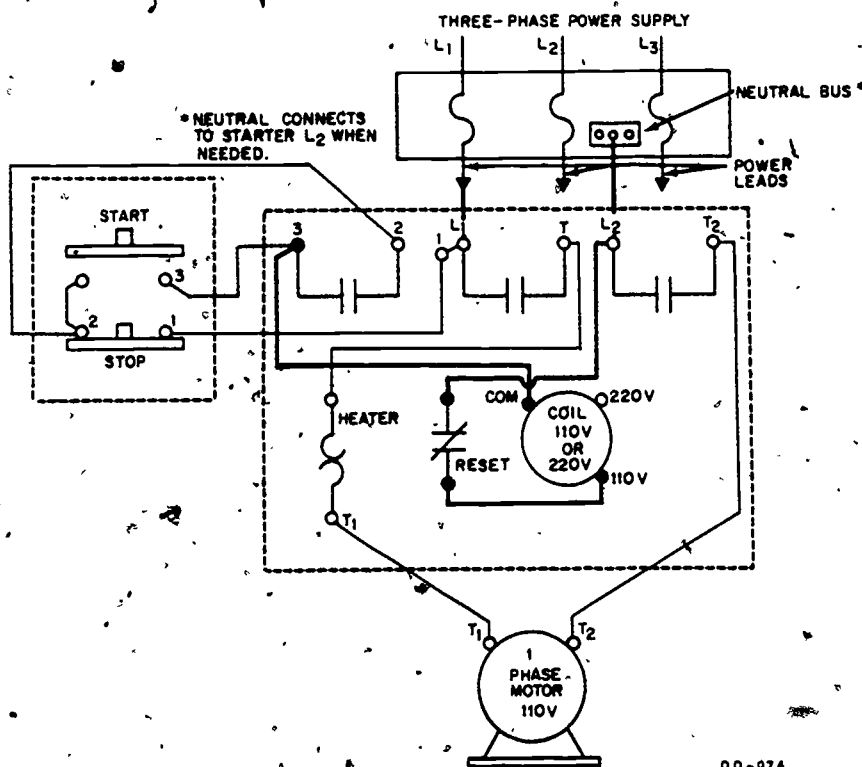 THREE-PHASE POWER SUPPLY
L1
L2
L3
NEUTRAL BUS *
* NEUTRAL CONNECTS
TO STARTER L2 WHEN
NEEDED.
POWER
LEADS
START
3
2
1
STOP
3
2
1
L
T
L2
T2
HEATER
COM
220V
COIL
110V
OR
220V
RESET
110V
T1
T1
T2
1
PHASE
MOTOR
110V